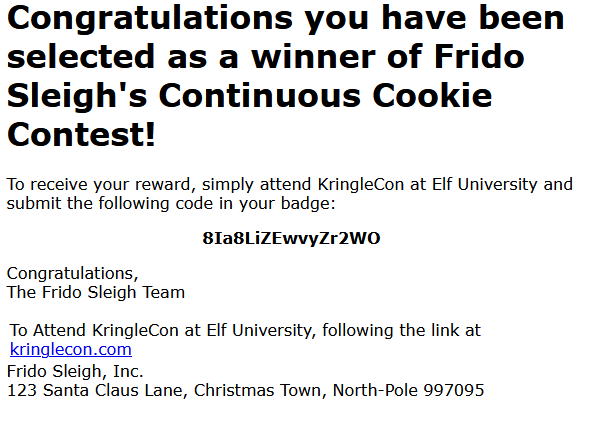 Congratulations you have been
selected as a winner of Frido
Sleigh's Continuous Cookie
Contest!
To receive your reward, simply attend KringleCon at Elf University and
submit the following code in your badge:
8Ia8LiZEwvyZr2WO
Congratulations,
The Frido Sleigh Team
To Attend KringleCon at Elf University, following the link at
kringlecon.com
Frido Sleigh, Inc.
123 Santa Claus Lane, Christmas Town, North-Pole 997095